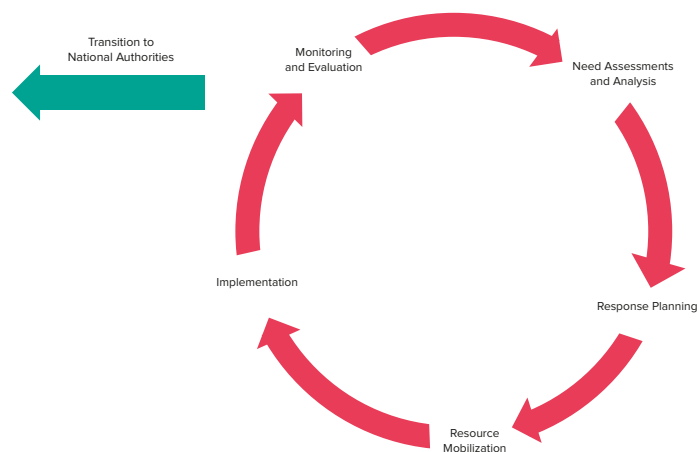 Transition to
National Authorities
Monitoring
and Evaluation
Need Assessments
and Analysis
Response Planning
Resource
Mobilization
Implementation